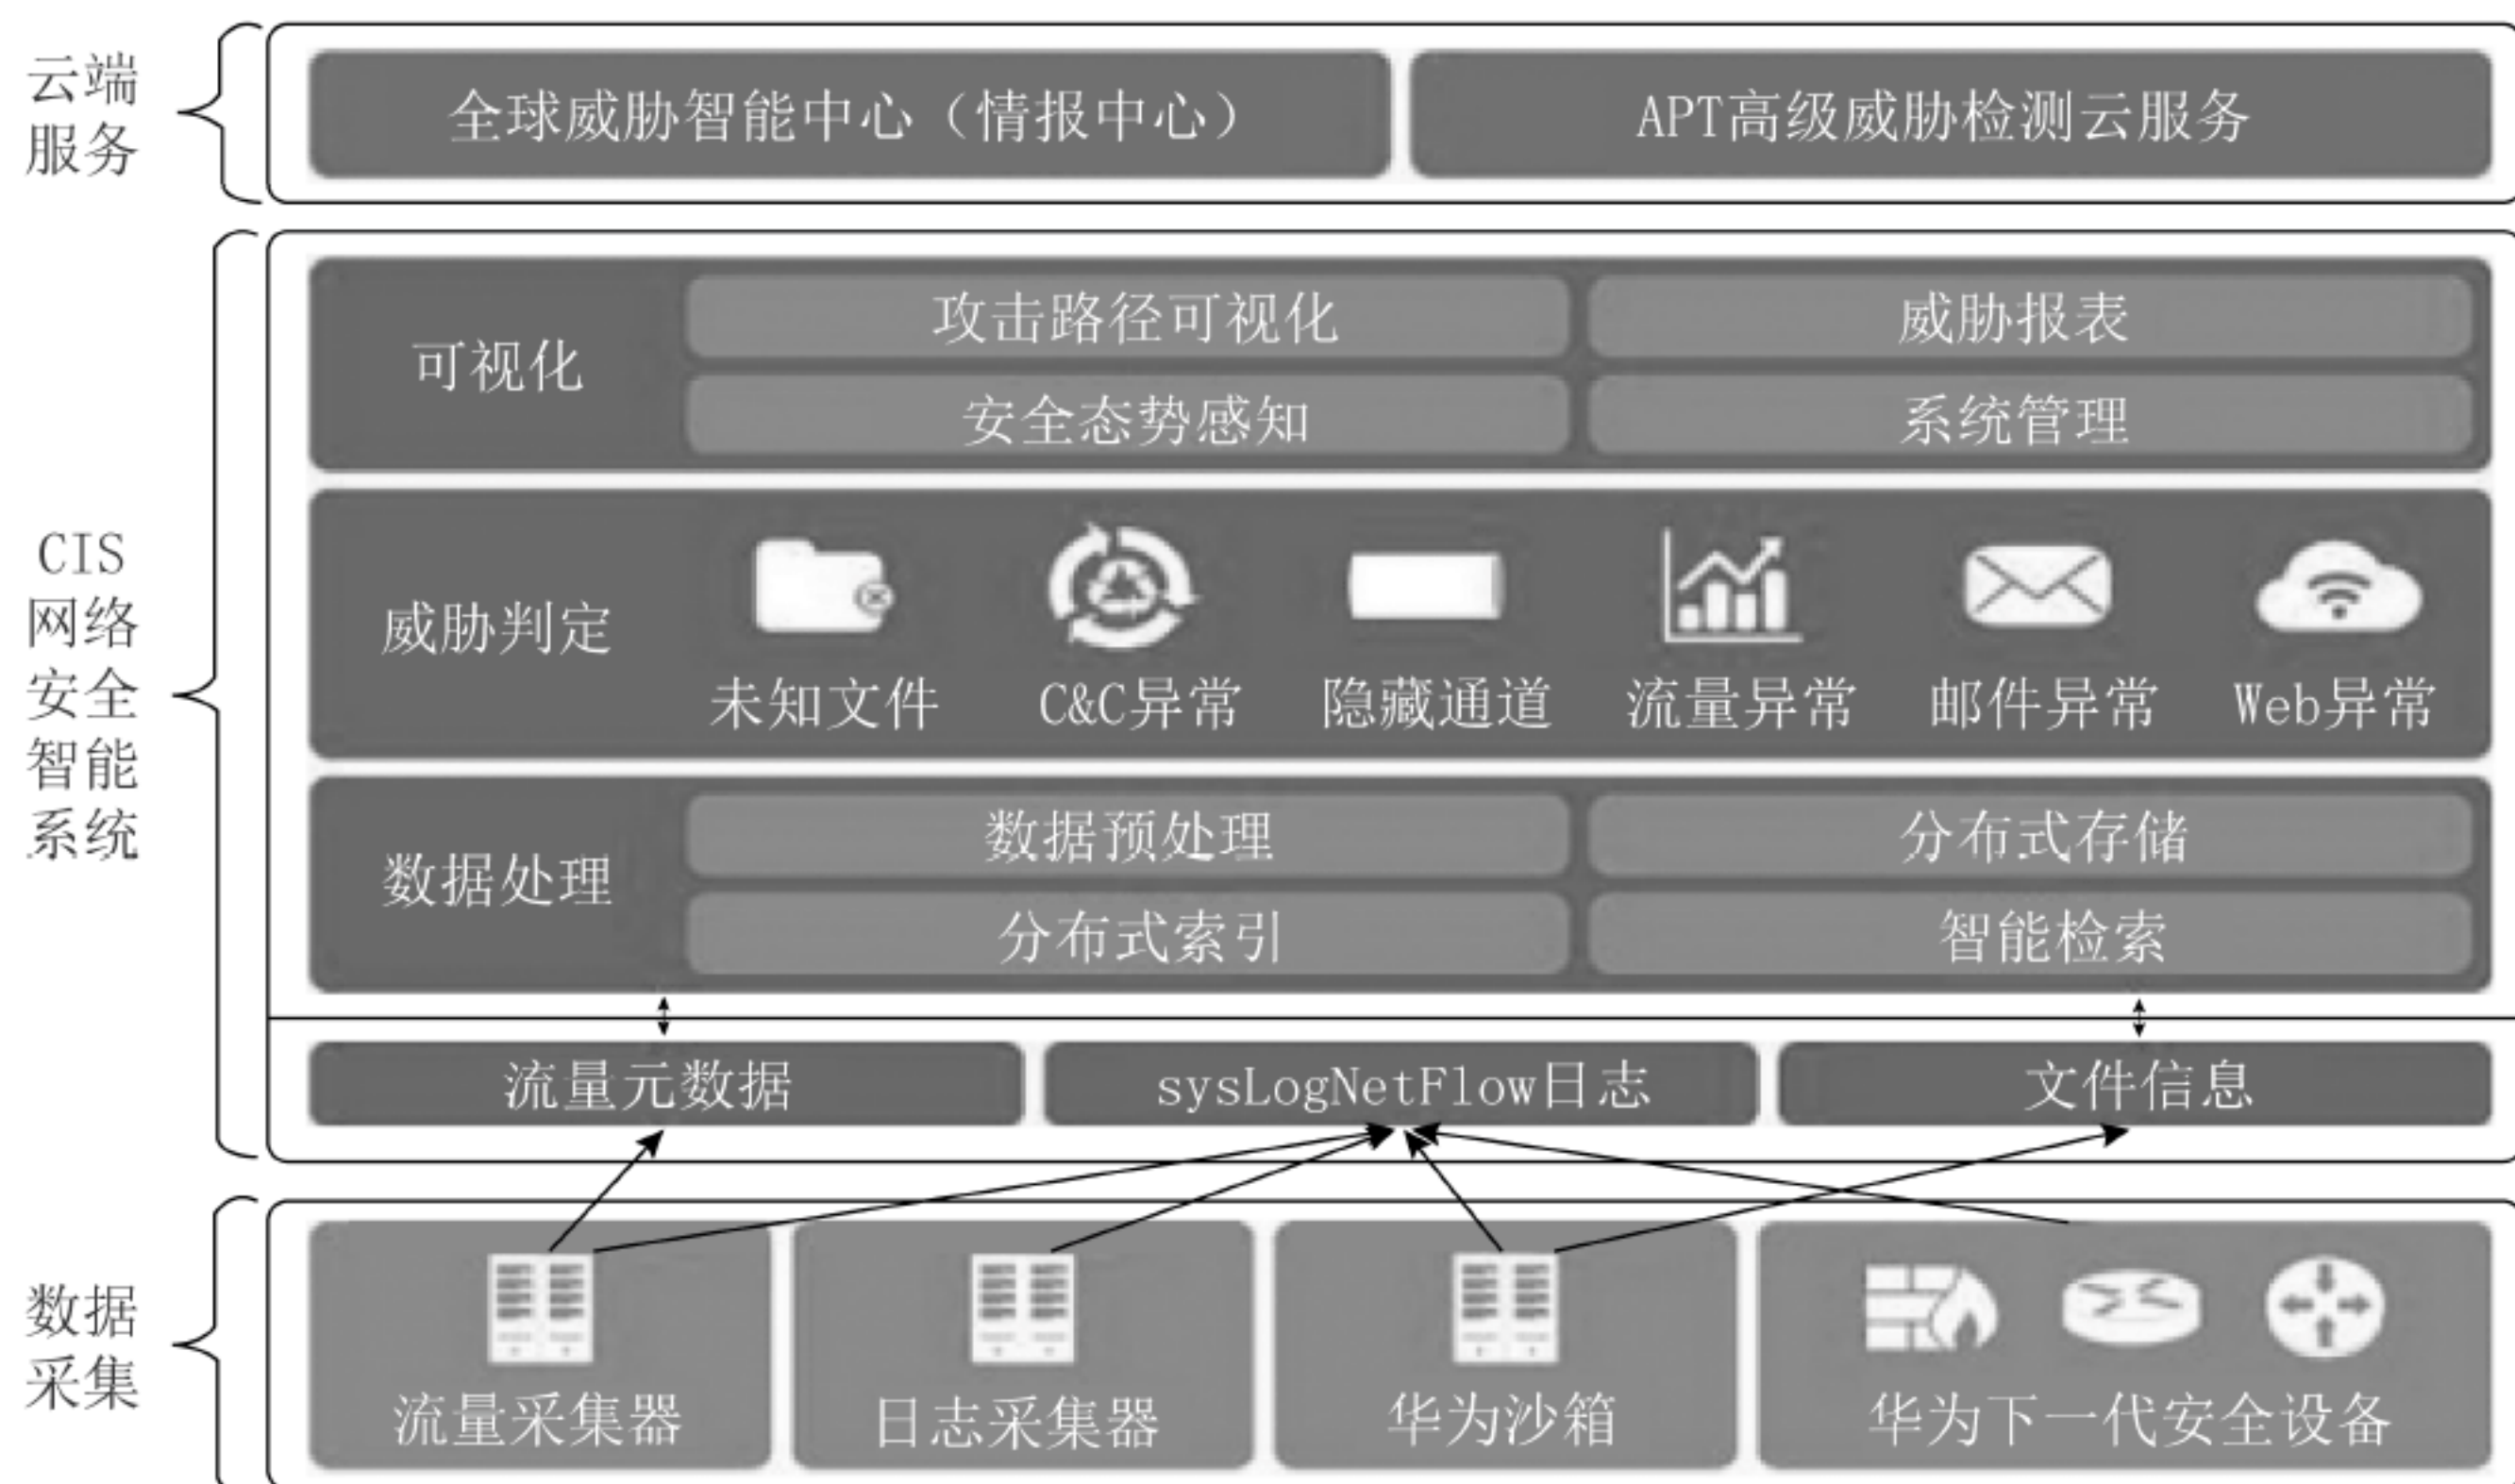 云端
服务
全球威胁智能中心（情报中心）
APT高级威胁检测云服务
CIS
网络
安全
智能
系统
可视化
攻击路径可视化
威胁报表
安全态势感知
系统管理
威胁判定
未知文件
C&C异常
隐藏通道
流量异常
邮件异常
Web异常
数据处理
数据预处理
分布式存储
分布式索引
智能检索
流量元数据
sysLogNetFlow日志
文件信息
数据
采集
流量采集器
日志采集器
华为沙箱
华为下一代安全设备